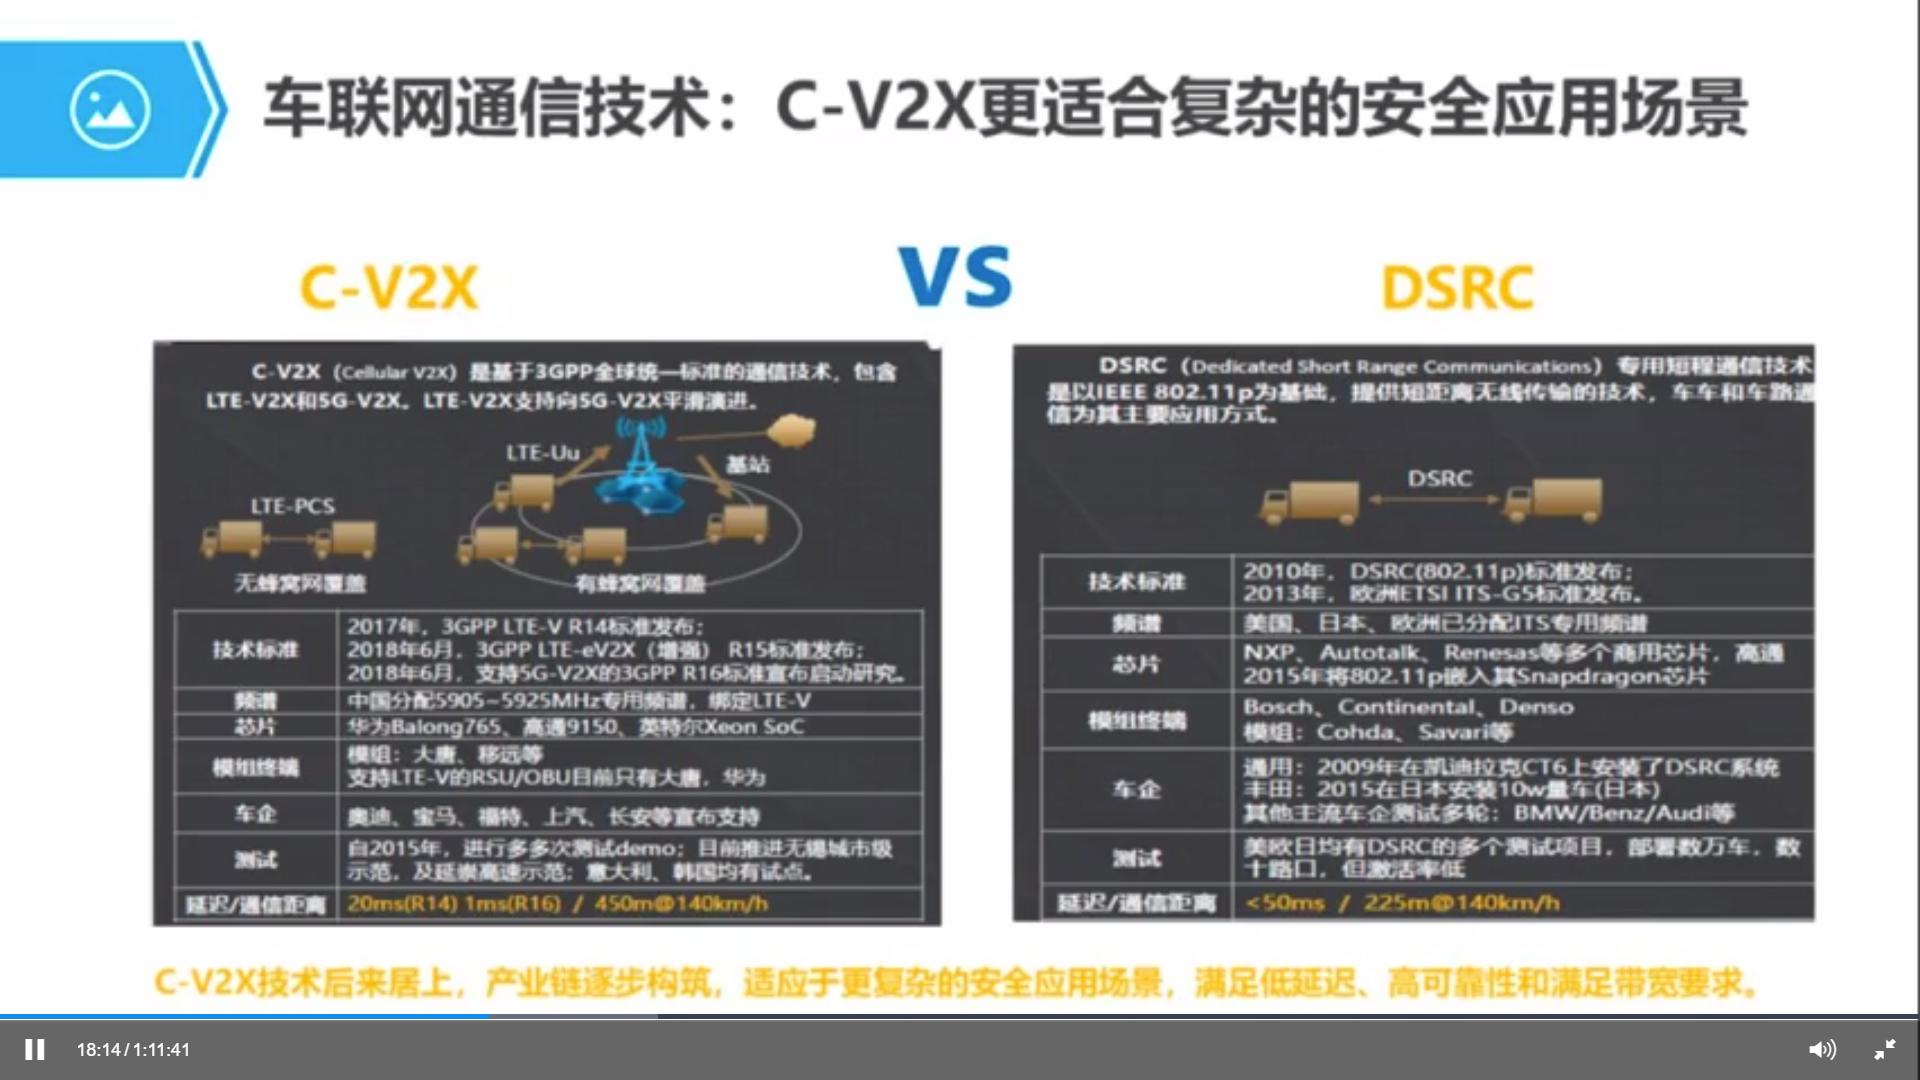 车联网通信技术：C-V2X更适合复杂的安全应用场景
C-V2X
VS
DSRC
C-V2X（Cellular V2X）是基于3GPP全球统一标准的通信技术，包含
LTE-V2X和5G-V2X。LTE-V2X支持向5G-V2X平滑演进。
LTE-Uu
基站
LTE-PC5
无蜂窝网覆盖
有蜂窝网覆盖
技术标准
2017年，3GPP LTE-V R14标准发布；
2018年6月，3GPP LTE-eV2X（增强） R15标准发布；
2018年6月，支持5G-V2X的3GPP R16标准宣布启动研究。
频谱
中国分配5905~5925MHz专用频谱，绑定LTE-V
芯片
华为Balong765、高通9150、英特尔Xeon SoC
模组终端
模组：大唐、移远等
支持LTE-V的RSU/OBU目前只有大唐，华为
车企
奥迪、宝马、福特、上汽、长安等宣布支持
测试
自2015年，进行多多次测试demo；目前推进无锡城市级
示范，及延崇高速示范；意大利、韩国均有试点。
延迟/通信距离
20ms(R14) 1ms(R16) / 450m@140km/h
DSRC（Dedicated Short Range Communications）专用短程通信技术
是以IEEE 802.11p为基础，提供短距离无线传输的技术，车车和车路通
信为其主要应用方式。
DSRC
技术标准
2010年，DSRC(802.11p)标准发布；
2013年，欧洲ETSI ITS-G5标准发布。
频谱
美国、日本、欧洲已分配ITS专用频谱
芯片
NXP、Autotalk、Renesas等多个商用芯片，高通
2015年将802.11p嵌入其Snapdragon芯片
模组终端
Bosch、Continental、Denso
模组：Cohda、Savari等
车企
通用：2009年在凯迪拉克CT6上安装了DSRC系统
丰田：2015在日本安装10w量车(日本)
其他主流车企测试多轮：BMW/Benz/Audi等
测试
美欧日均有DSRC的多个测试项目，部署数万车，数
十路口，但激活率低
延迟/通信距离
<50ms / 225m@140km/h
C-V2X技术后来居上，产业链逐步构筑，适应于更复杂的安全应用场景，满足低延迟、高可靠性和满足带宽要求。
18:14 / 1:11:41